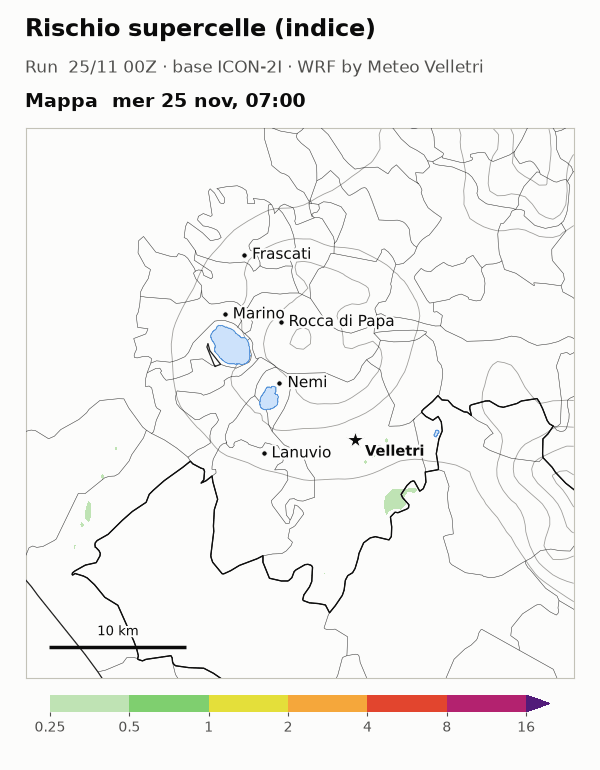 Rischio supercelle (indice)
Run  25/11 00Z · base ICON-2I · WRF by Meteo Velletri
Mappa  mer 25 nov, 07:00
Frascati
Marino
Rocca di Papa
Nemi
Velletri
Lanuvio
10 km
0.25 0.5 1 2 4 8 16